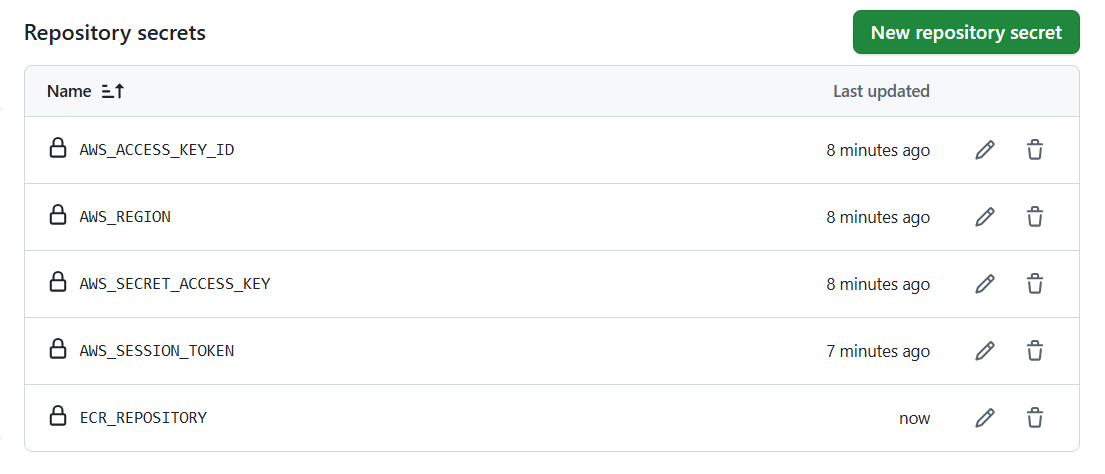 Repository secrets
New repository secret
Name
Last updated
AWS_ACCESS_KEY_ID
8 minutes ago
AWS_REGION
8 minutes ago
AWS_SECRET_ACCESS_KEY
8 minutes ago
AWS_SESSION_TOKEN
7 minutes ago
ECR_REPOSITORY
now